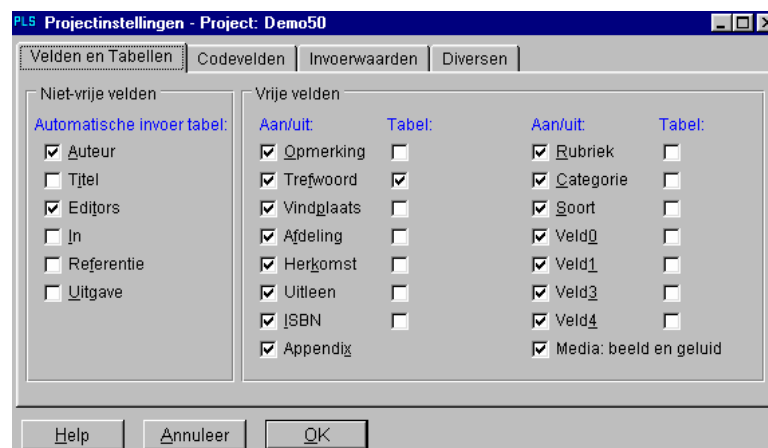 PLS Projectinstellingen - Project: Demo50
Velden en Tabellen Codevelden Invoerwaarden Diversen
Niet-vrije velden
Automatische invoer tabel:
Auteur
Titel
Editors
In
Referentie
Uitgave
Vrije velden
Aan/uit: Tabel: Aan/uit: Tabel:
Opmerking Rubriek
Trefwoord Categorie
Vindplaats Soort
Afdeling Veld0
Herkomst Veld1
Uitleen Veld3
ISBN Veld4
Appendix Media: beeld en geluid
Help Annuleer OK